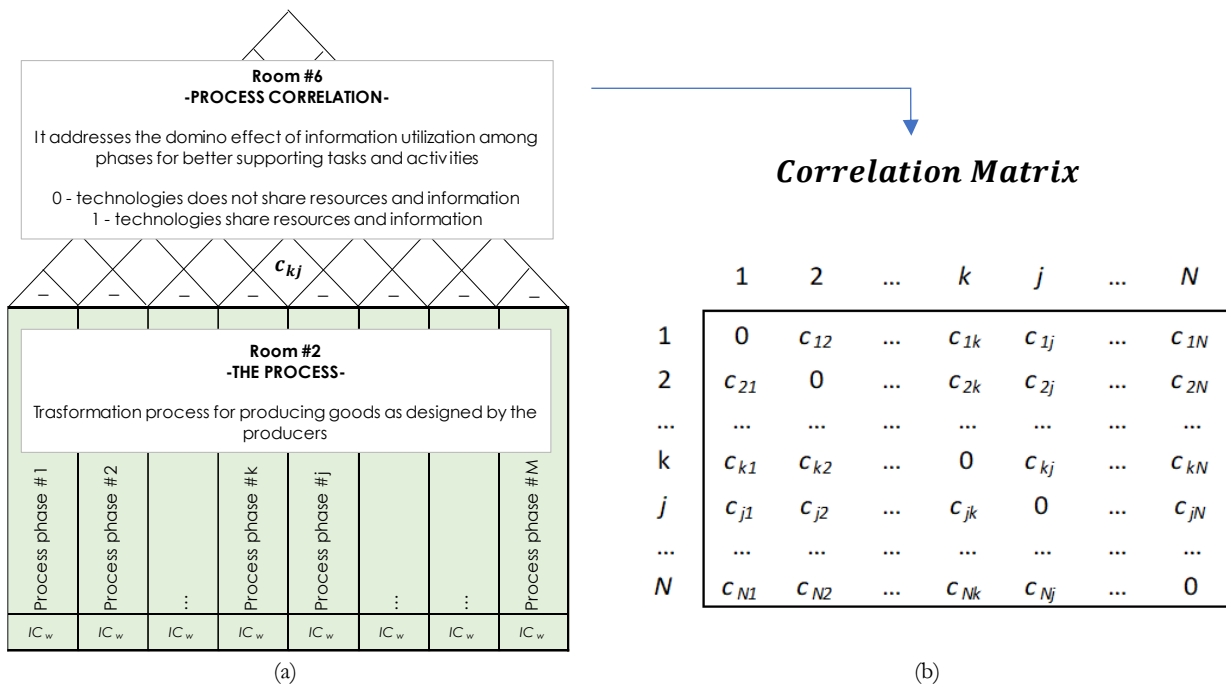 Room #6
-PROCESS CORRELATION-
It addresses the domino effect of information utilization among
phases for better supporting tasks and activities
0 - technologies does not share resources and information
1 - technologies share resources and information
c_kj
– – – – – – – –
Room #2
-THE PROCESS-
Trasformation process for producing goods as designed by the
producers
Process phase #1
Process phase #2
...
Process phase #k
Process phase #j
...
...
Process phase #M
IC_w IC_w IC_w IC_w IC_w IC_w IC_w IC_w
(a)
Correlation Matrix
1 2 ... k j ... N
1 0 c_12 ... c_1k c_1j ... c_1N
2 c_21 0 ... c_2k c_2j ... c_2N
... ... ... ... ... ... ... ...
k c_k1 c_k2 ... 0 c_kj ... c_kN
j c_j1 c_j2 ... c_jk 0 ... c_jN
... ... ... ... ... ... ... ...
N c_N1 c_N2 ... c_Nk c_Nj ... 0
(b)